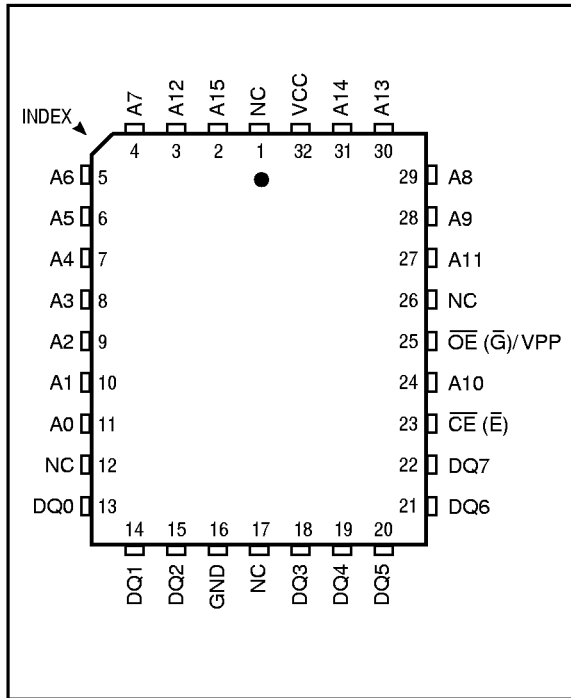 A7 A12 A15 NC VCC A14 A13
INDEX
4 3 2 1 32 31 30
A6 5 29 A8
A5 6 28 A9
A4 7 27 A11
A3 8 26 NC
A2 9 25 O̅E̅ (G̅)/VPP
A1 10 24 A10
A0 11 23 C̅E̅ (E̅)
NC 12 22 DQ7
DQ0 13 21 DQ6
14 15 16 17 18 19 20
DQ1 DQ2 GND NC DQ3 DQ4 DQ5